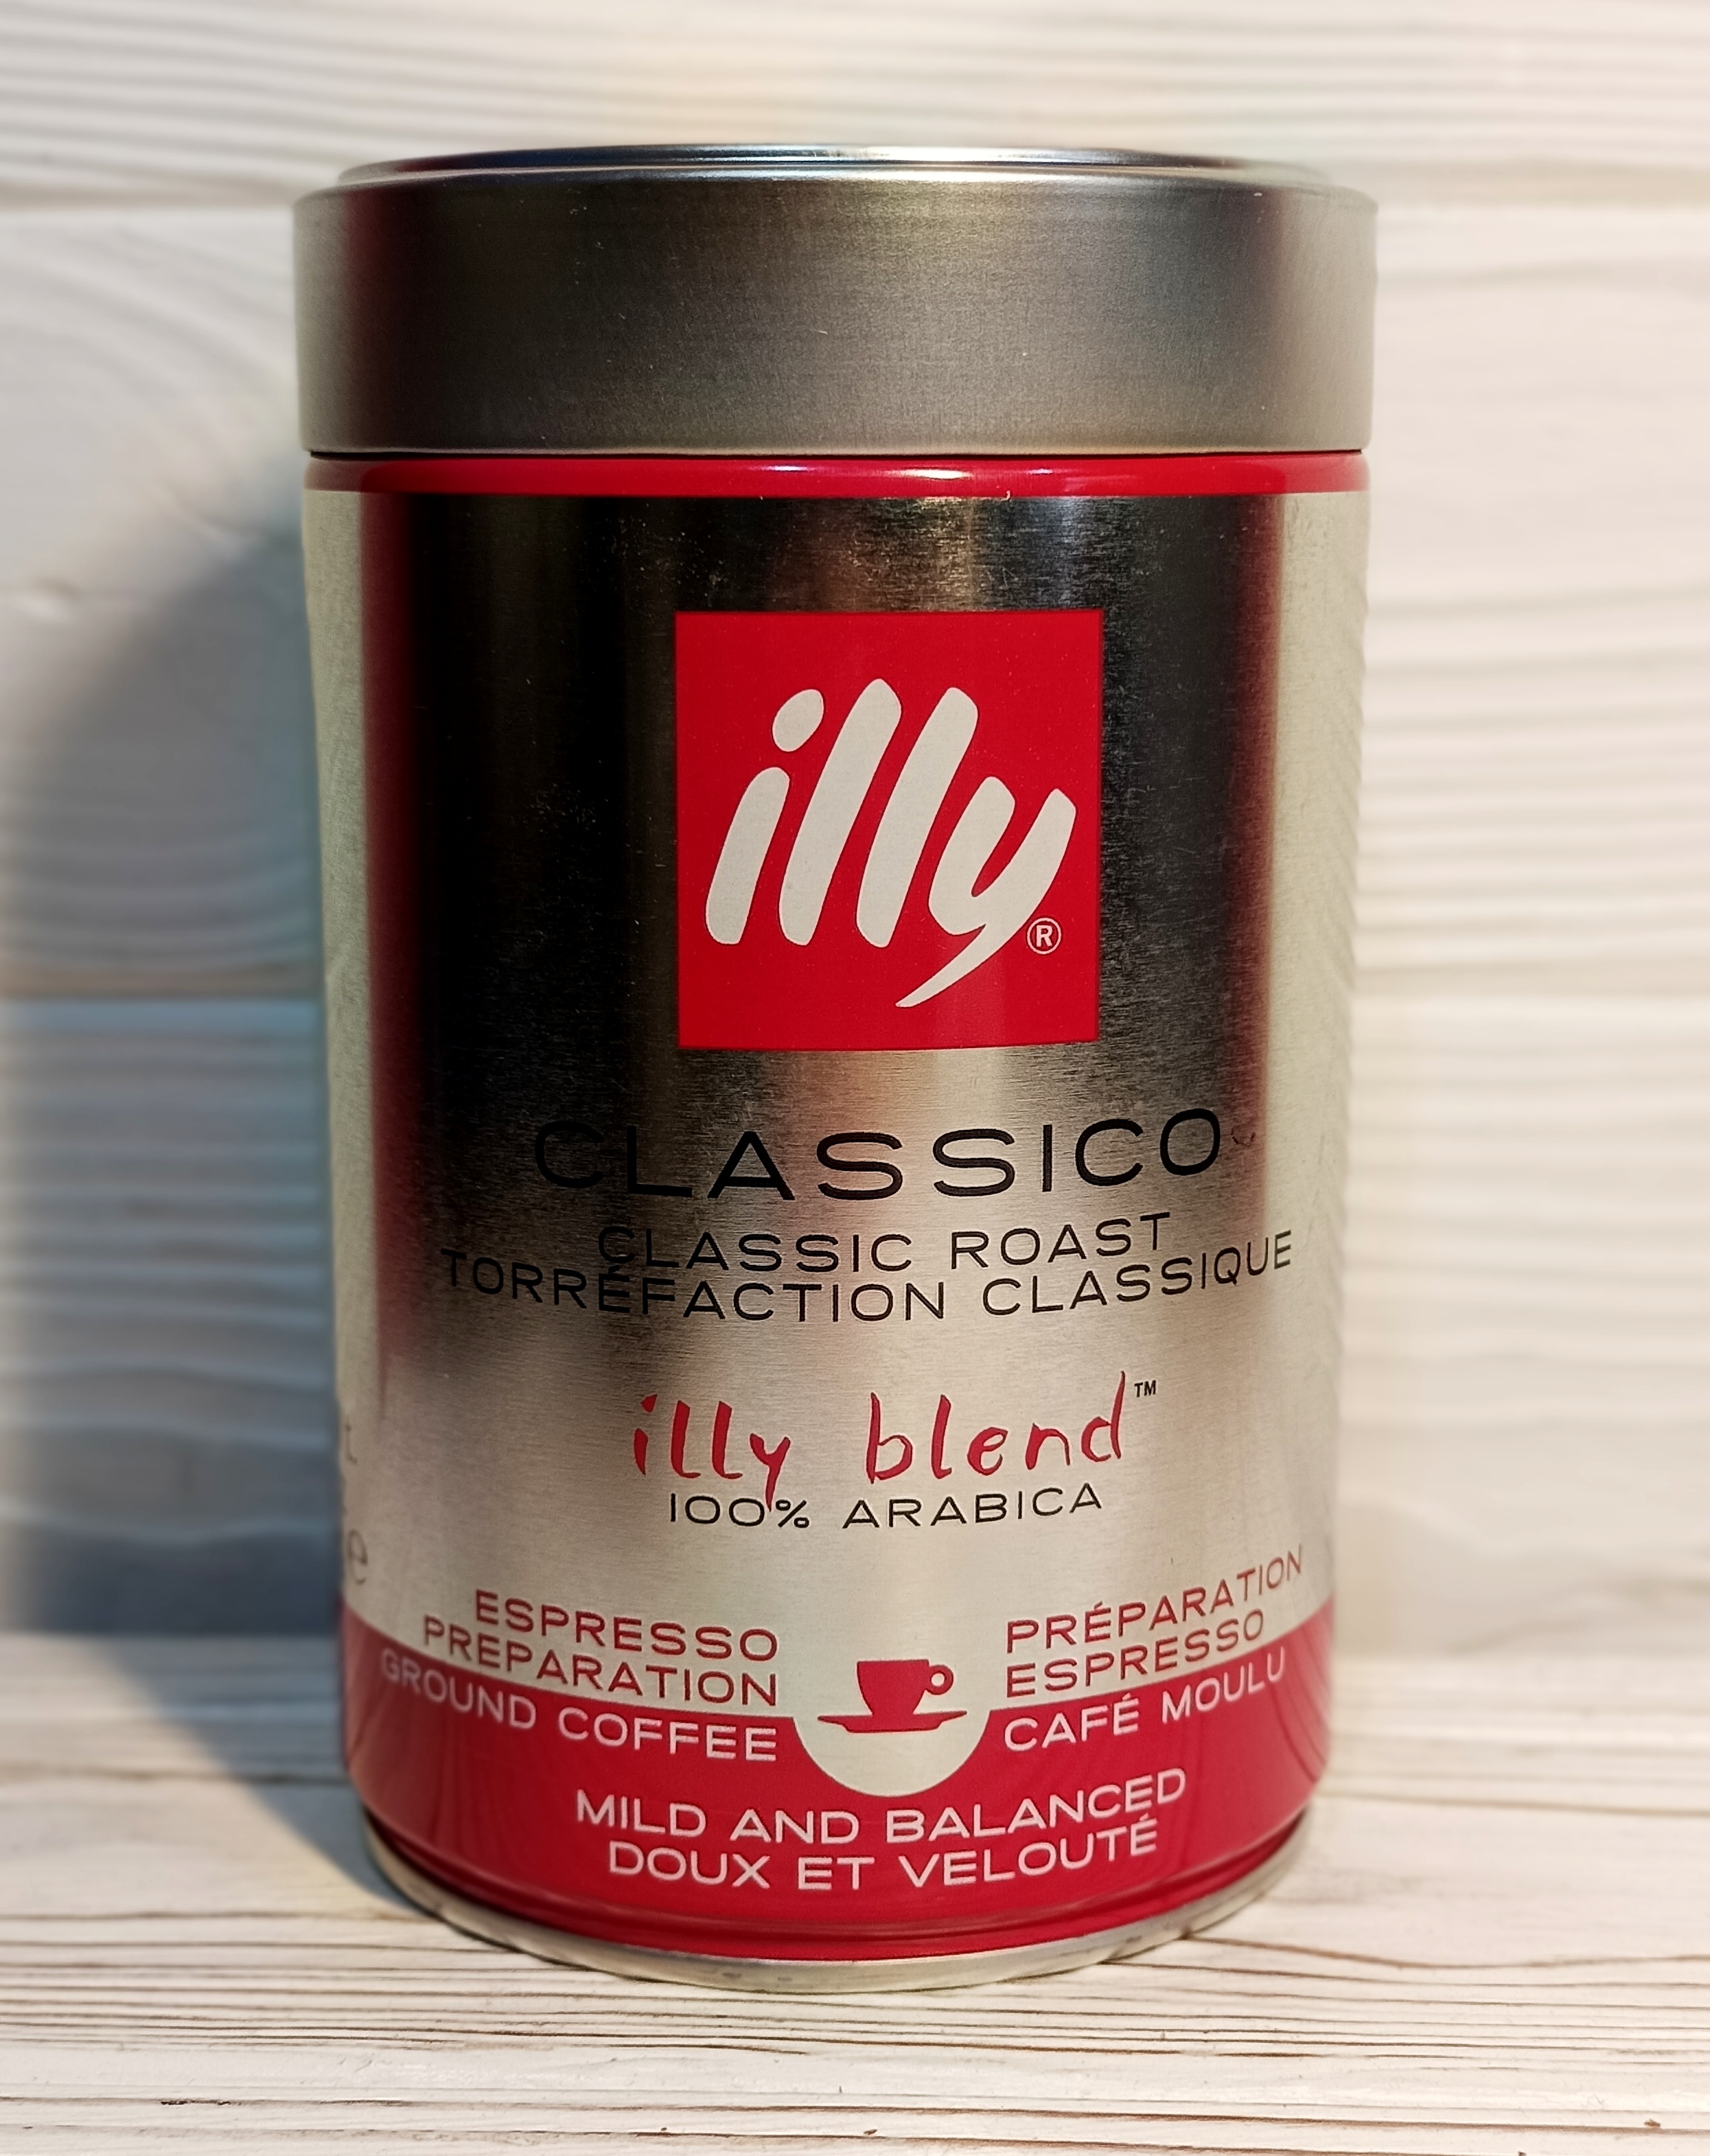 illy®
CLASSICO
CLASSIC ROAST
TORRÉFACTION CLASSIQUE
illy blend™
100% ARABICA
ESPRESSO
PREPARATION
GROUND COFFEE
PRÉPARATION
ESPRESSO
CAFÉ MOULU
MILD AND BALANCED
DOUX ET VELOUTÉ